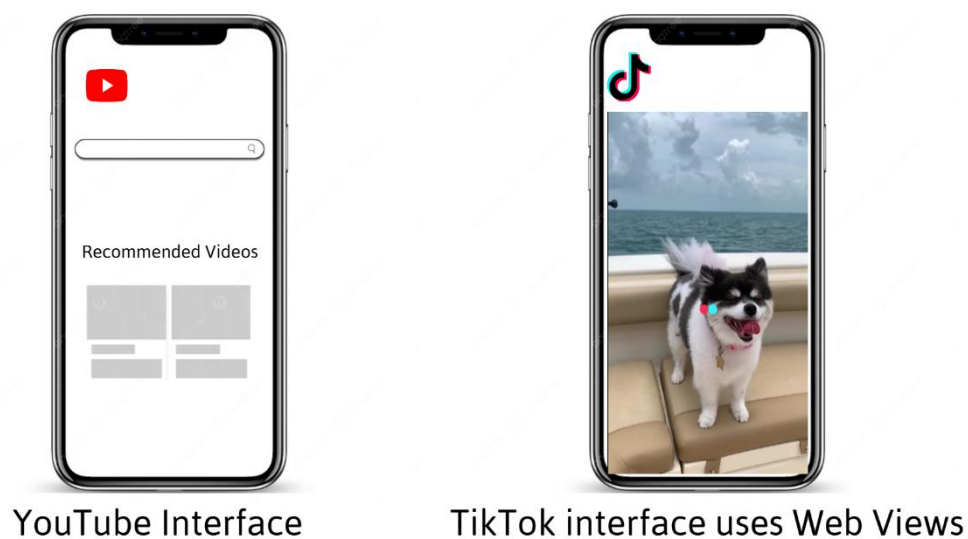 Recommended Videos
YouTube Interface
TikTok interface uses Web Views